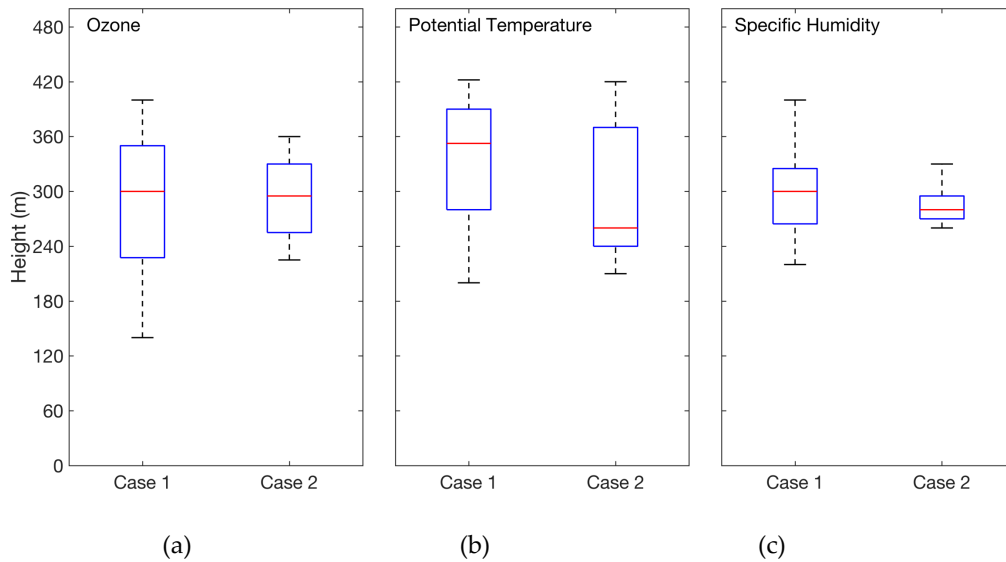 Ozone
Potential Temperature
Specific Humidity
Height (m)
480
420
360
300
240
180
120
60
0
Case 1
Case 2
Case 1
Case 2
Case 1
Case 2
(a)
(b)
(c)